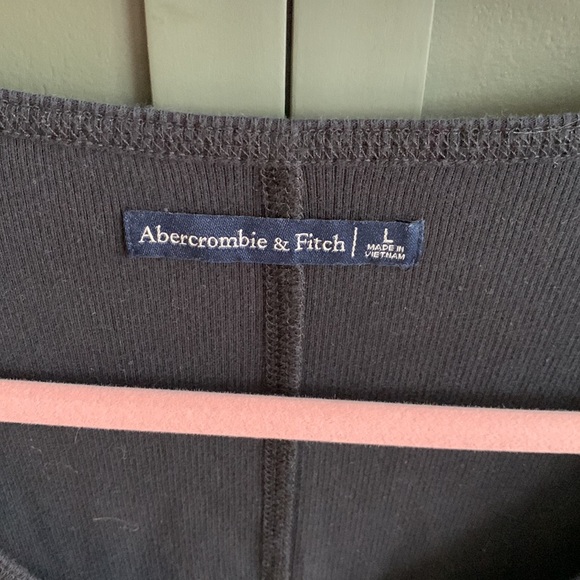 Abercrombie & Fitch | L
MADE IN
VIETNAM